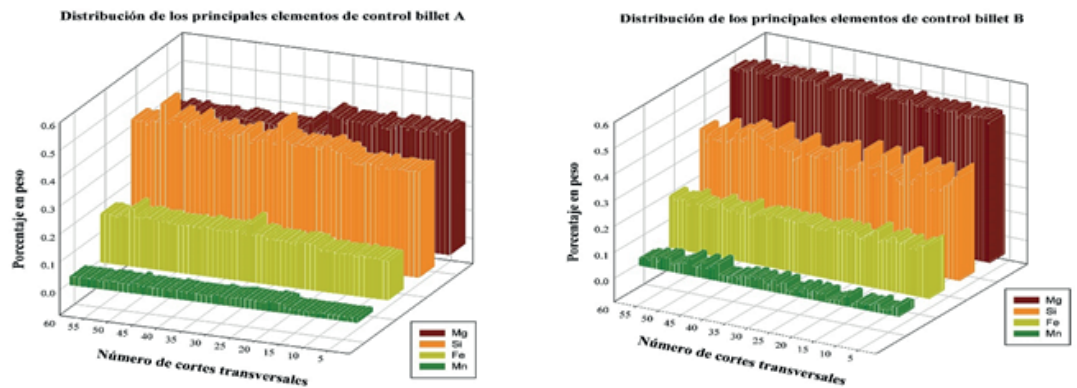 Distribución de los principales elementos de control billet A
0.6
0.5
0.4
0.3
0.2
0.1
0.0
Porcentaje en peso
60
55
50
45
40
35
30
25
20
15
10
5
Número de cortes transversales
Mg
Si
Fe
Mn
Distribución de los principales elementos de control billet B
0.6
0.5
0.4
0.3
0.2
0.1
0.0
Porcentaje en peso
60
55
50
45
40
35
30
25
20
15
10
5
Número de cortes transversales
Mg
Si
Fe
Mn